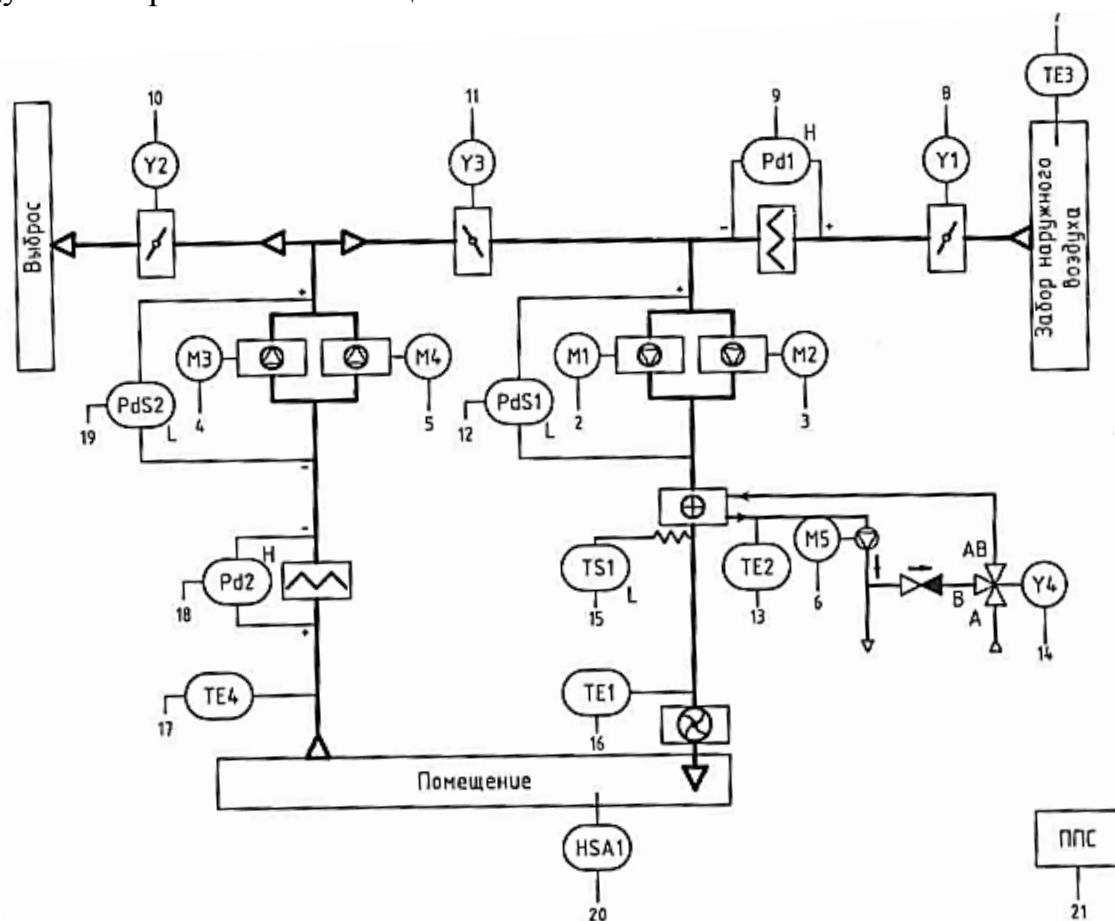 7
TE3
10
11
9
8
Y2
Y3
Pd1
H
Y1
Выброс
Забор наружного
воздуха
-
+
+
+
M3
M4
M1
M2
PdS2
L
PdS1
L
19
4
5
12
2
3
-
-
H
Pd2
18
+
TS1
L
15
TE2
13
M5
6
AB
B
A
Y4
14
TE4
17
TE1
16
Помещение
HSA1
20
ППС
21